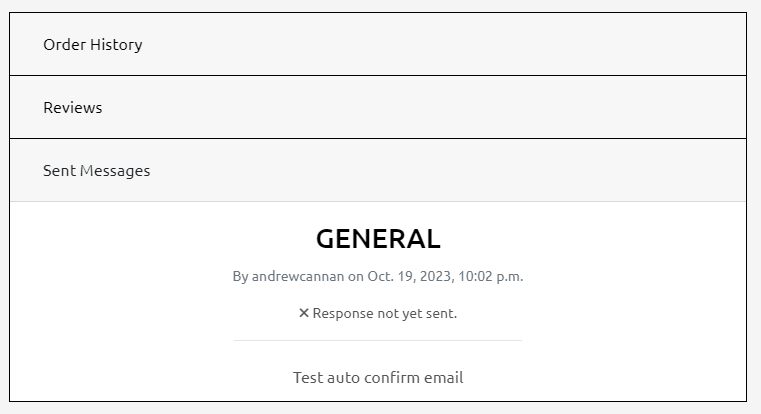 Order History
Reviews
Sent Messages
GENERAL
By andrewcannan on Oct. 19, 2023, 10:02 p.m.
✕ Response not yet sent.
Test auto confirm email